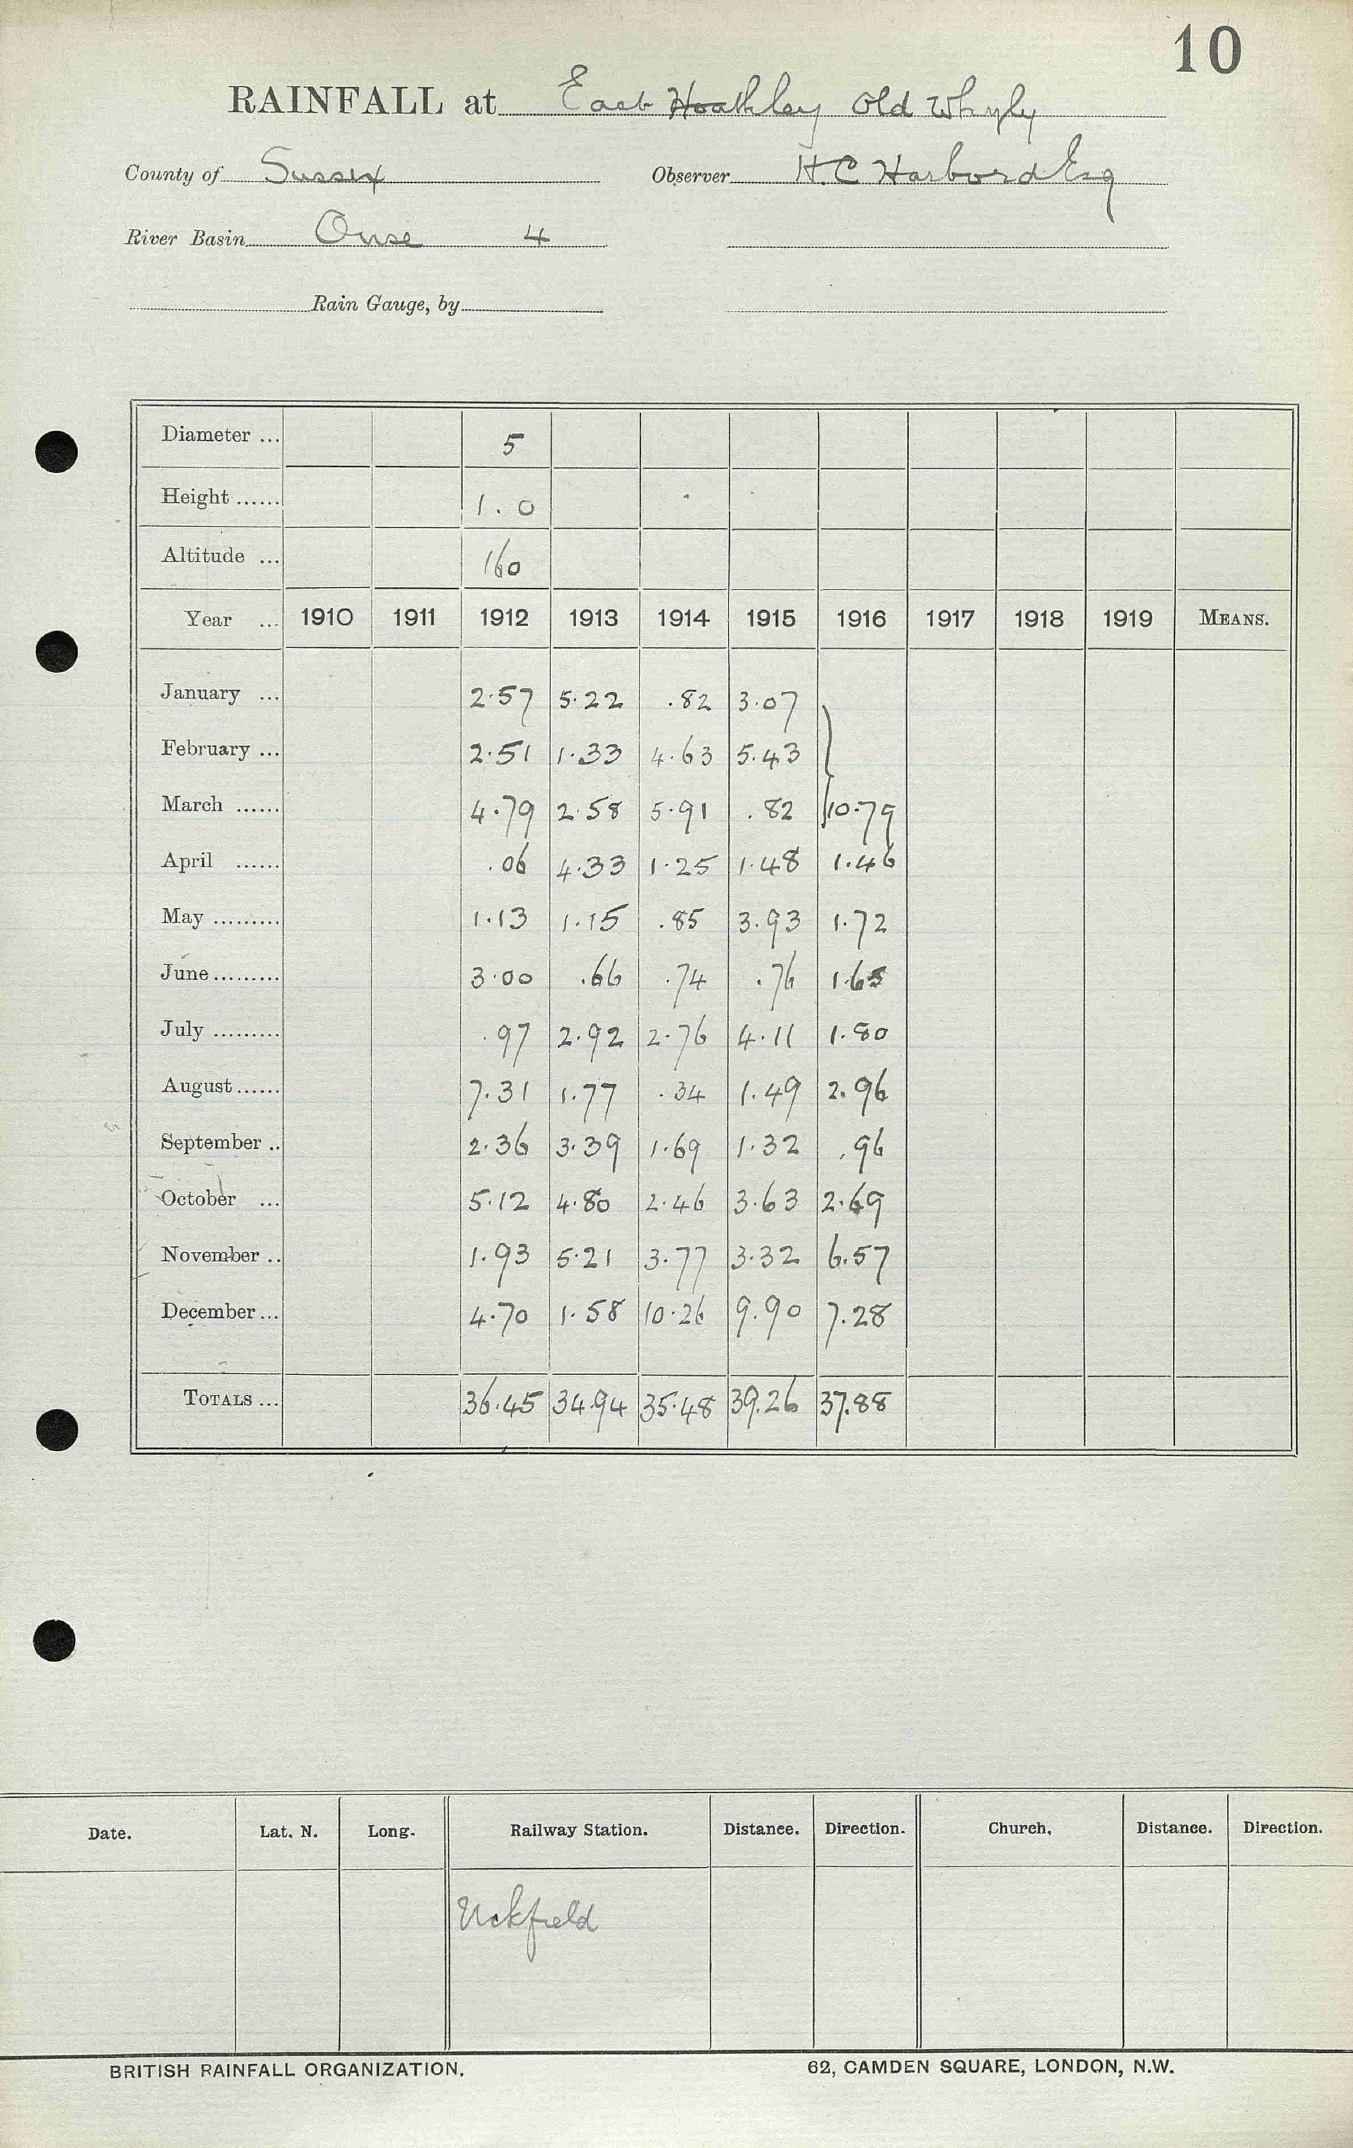 10
RAINFALL at East Hoathley Old Whyly
County of Sussex Observer H.C Harbord Esq
River Basin Ouse 4
Rain Gauge, by
Diameter ... 5
Height ...... 1.0
Altitude ... 160
Year ... 1910 1911 1912 1913 1914 1915 1916 1917 1918 1919 MEANS.
January ... 2.57 5.22 .82 3.07
February ... 2.51 1.33 4.63 5.43
March ...... 4.79 2.58 5.91 .82 10.79
April ...... .06 4.33 1.25 1.48 1.46
May ......... 1.13 1.15 .85 3.93 1.72
June ......... 3.00 .66 .74 .76 1.65
July ......... .97 2.92 2.76 4.11 1.80
August ...... 7.31 1.77 .34 1.49 2.96
September .. 2.36 3.39 1.69 1.32 .96
October ... 5.12 4.80 2.46 3.63 2.69
November .. 1.93 5.21 3.77 3.32 6.57
December ... 4.70 1.58 10.26 9.90 7.28
TOTALS ... 36.45 34.94 35.48 39.26 37.88
Date. Lat. N. Long. Railway Station. Distance. Direction. Church. Distance. Direction.
Uckfield
BRITISH RAINFALL ORGANIZATION. 62, CAMDEN SQUARE, LONDON, N.W.